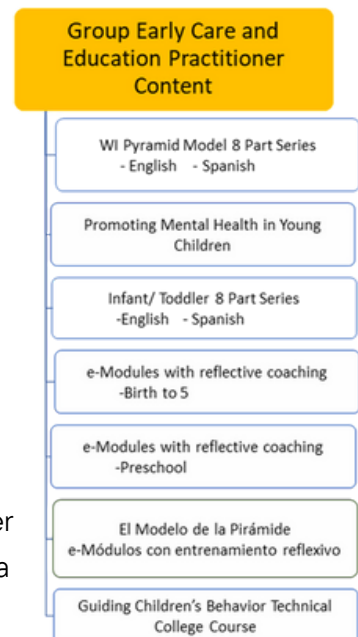 Group Early Care and
Education Practitioner
Content
WI Pyramid Model 8 Part Series
- English - Spanish
Promoting Mental Health in Young
Children
Infant/ Toddler 8 Part Series
-English - Spanish
e-Modules with reflective coaching
-Birth to 5
e-Modules with reflective coaching
-Preschool
er
a
El Modelo de la Pirámide
e-Módulos con entrenamiento reflexivo
Guiding Children's Behavior Technical
College Course